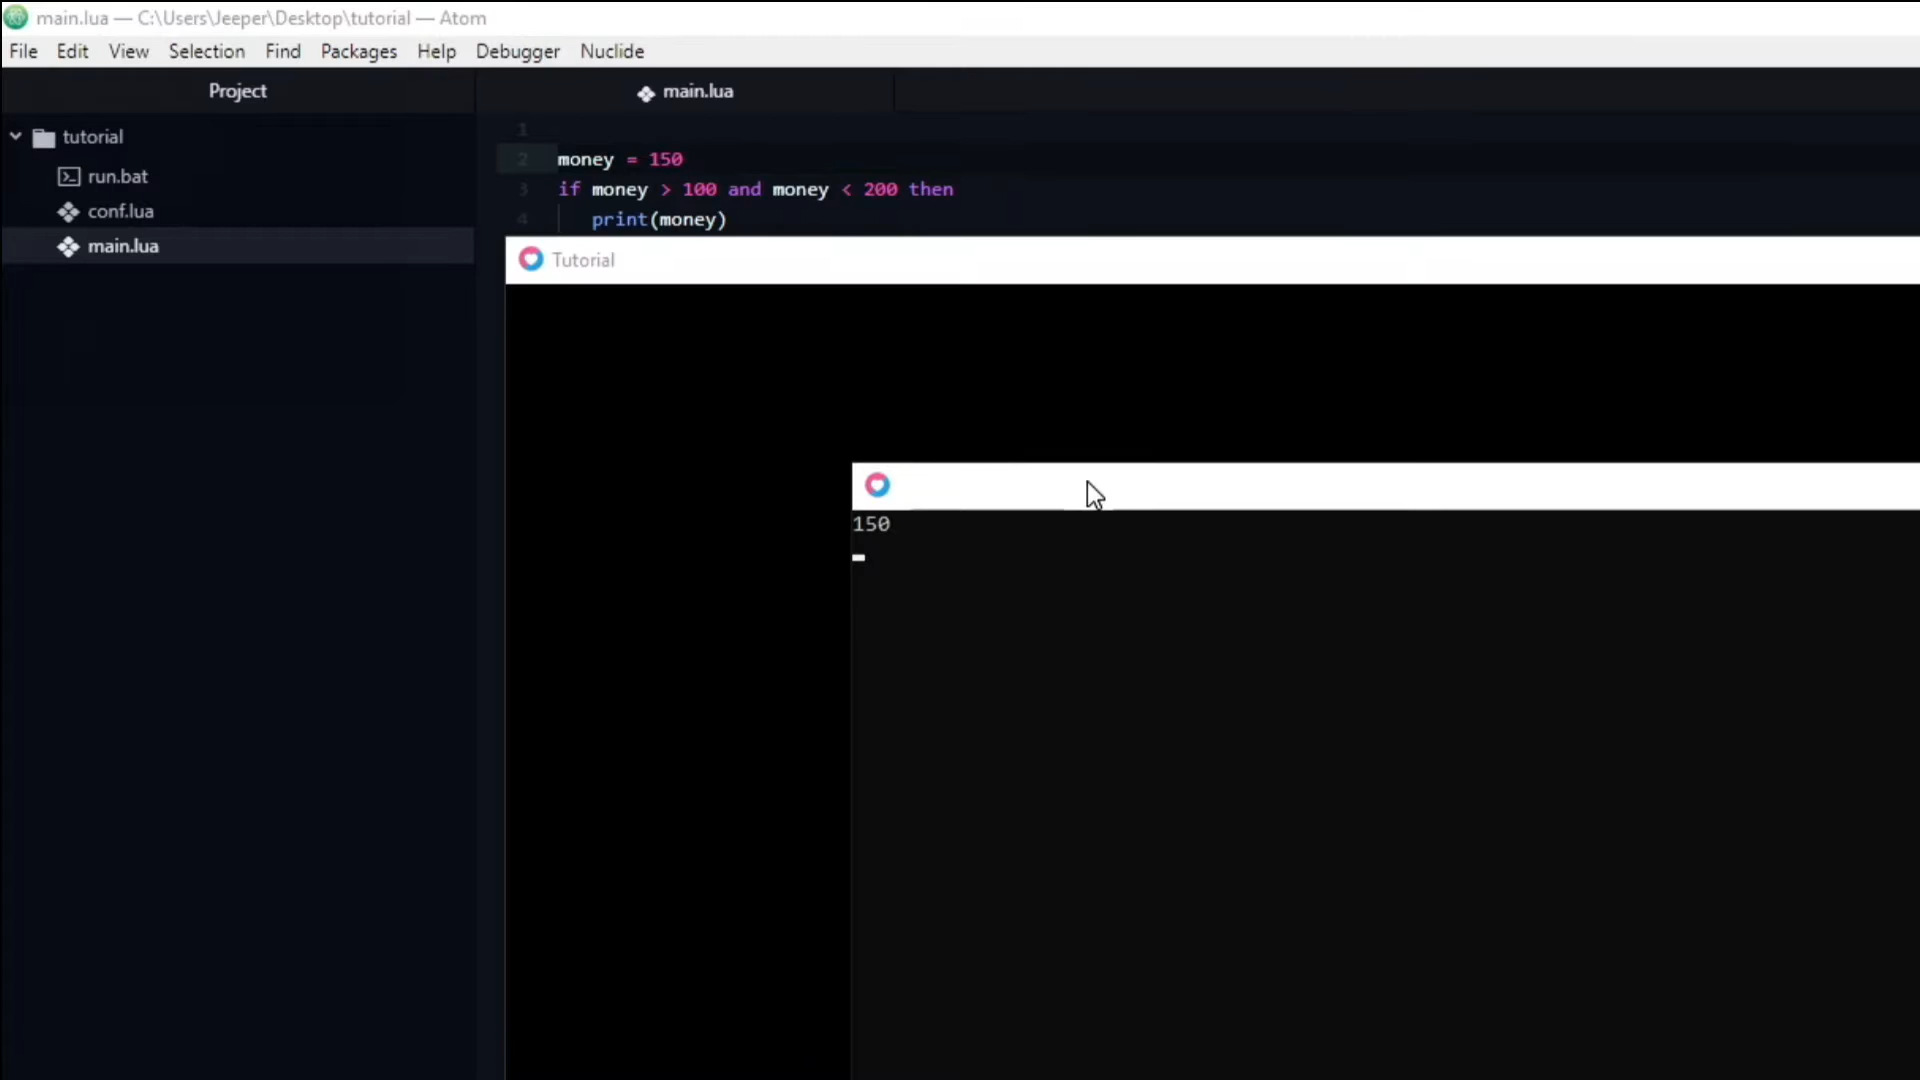 main.lua — C:\Users\Jeeper\Desktop\tutorial — Atom
File Edit View Selection Find Packages Help Debugger Nuclide
Project
main.lua
tutorial
run.bat
conf.lua
main.lua
1
2 money = 150
3 if money > 100 and money < 200 then
4 print(money)
Tutorial
150